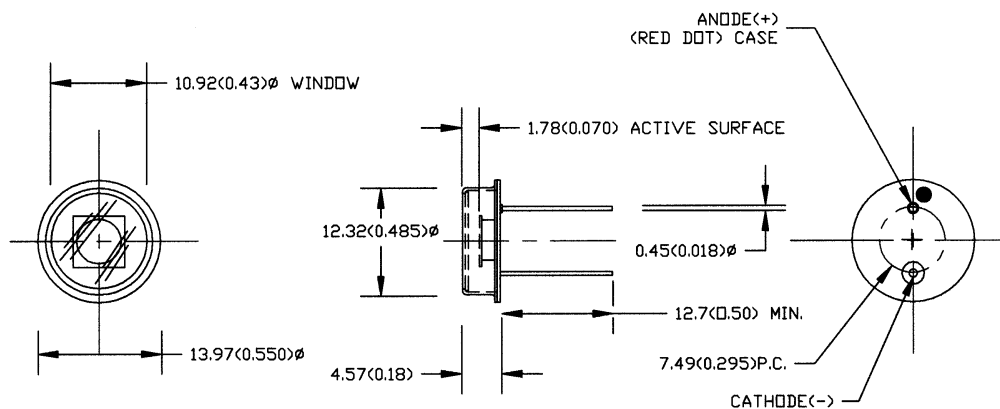 ANODE(+)
(RED DOT) CASE
10.92(0.43)ø WINDOW
1.78(0.070) ACTIVE SURFACE
12.32(0.485)ø
0.45(0.018)ø
12.7(0.50) MIN.
13.97(0.550)ø
4.57(0.18)
7.49(0.295)P.C.
CATHODE(-)